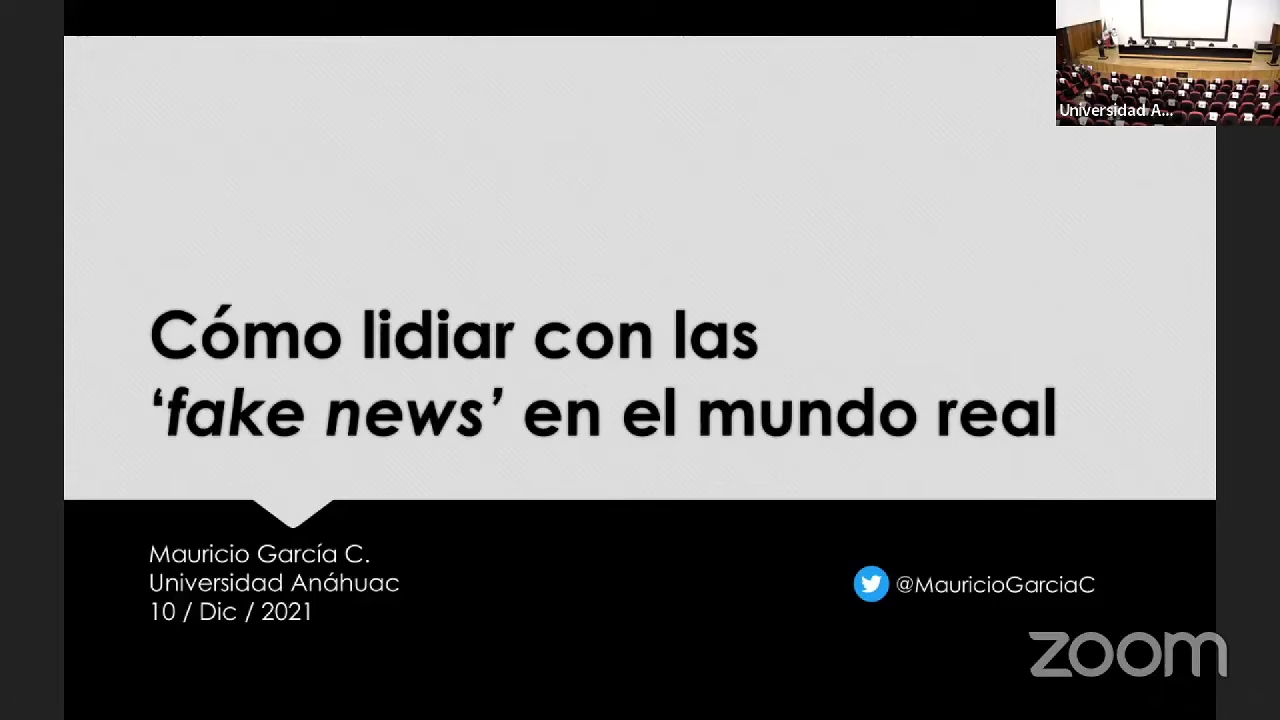 Universidad A...
Cómo lidiar con las
‘fake news’ en el mundo real
Mauricio García C.
Universidad Anáhuac
10 / Dic / 2021
@MauricioGarciaC
zoom